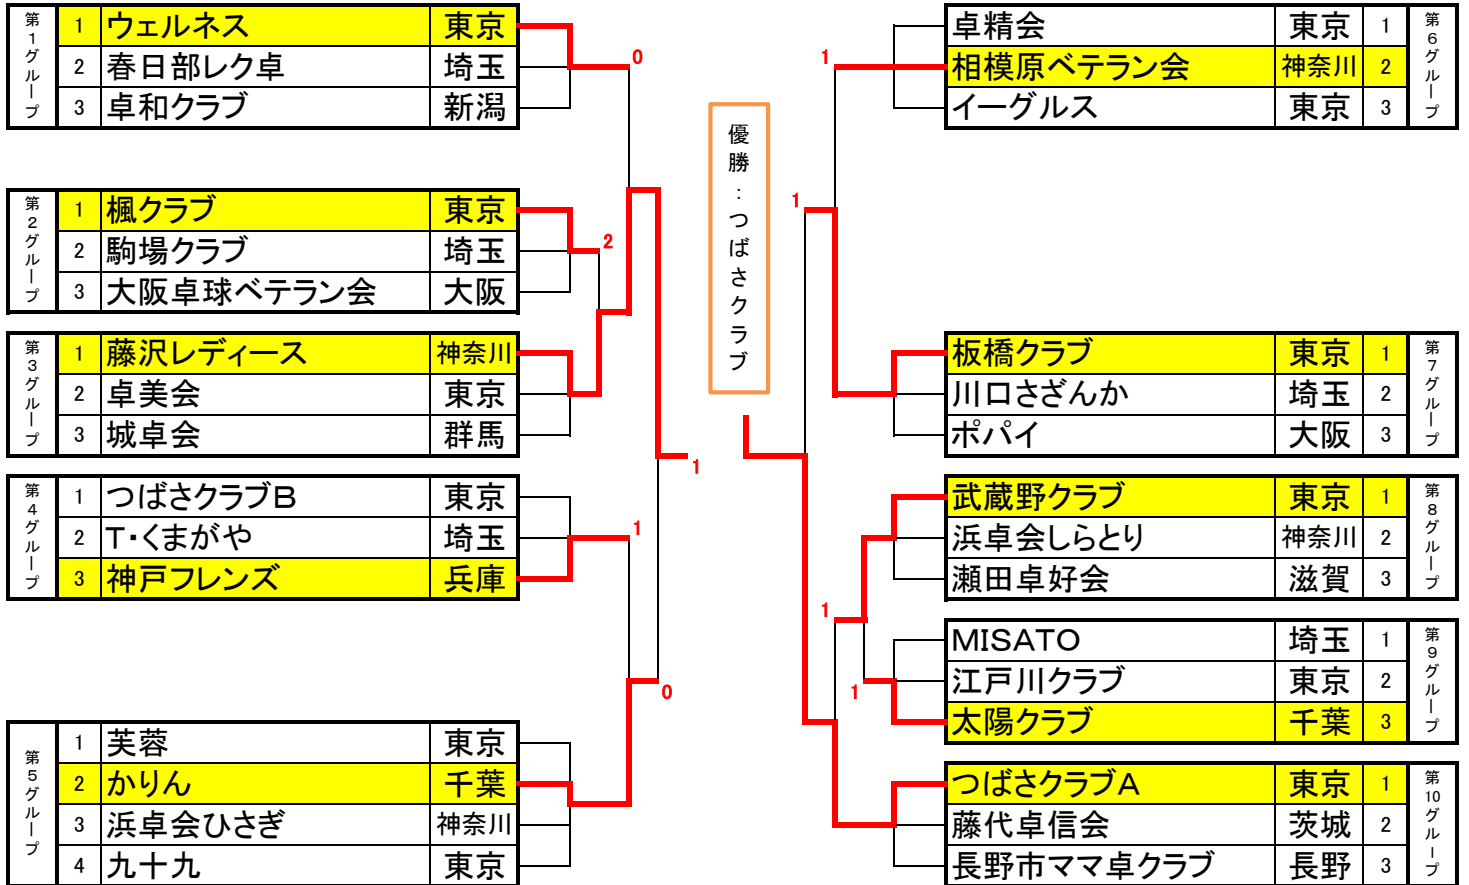 第1グループ
1 ウェルネス 東京
2 春日部レク卓 埼玉
3 卓和クラブ 新潟
0
第2グループ
1 楓クラブ 東京
2 駒場クラブ 埼玉
3 大阪卓球ベテラン会 大阪
2
第3グループ
1 藤沢レディース 神奈川
2 卓美会 東京
3 城卓会 群馬
1
第4グループ
1 つばさクラブB 東京
2 T・くまがや 埼玉
3 神戸フレンズ 兵庫
1
0
第5グループ
1 芙蓉 東京
2 かりん 千葉
3 浜卓会ひさぎ 神奈川
4 九十九 東京
優勝:つばさクラブ
1
卓精会 東京 1
相模原ベテラン会 神奈川 2
イーグルス 東京 3
第6グループ
1
板橋クラブ 東京 1
川口さざんか 埼玉 2
ポパイ 大阪 3
第7グループ
武蔵野クラブ 東京 1
浜卓会しらとり 神奈川 2
瀬田卓好会 滋賀 3
第8グループ
1
MISATO 埼玉 1
江戸川クラブ 東京 2
太陽クラブ 千葉 3
第9グループ
1
つばさクラブA 東京 1
藤代卓信会 茨城 2
長野市ママ卓クラブ 長野 3
第10グループ